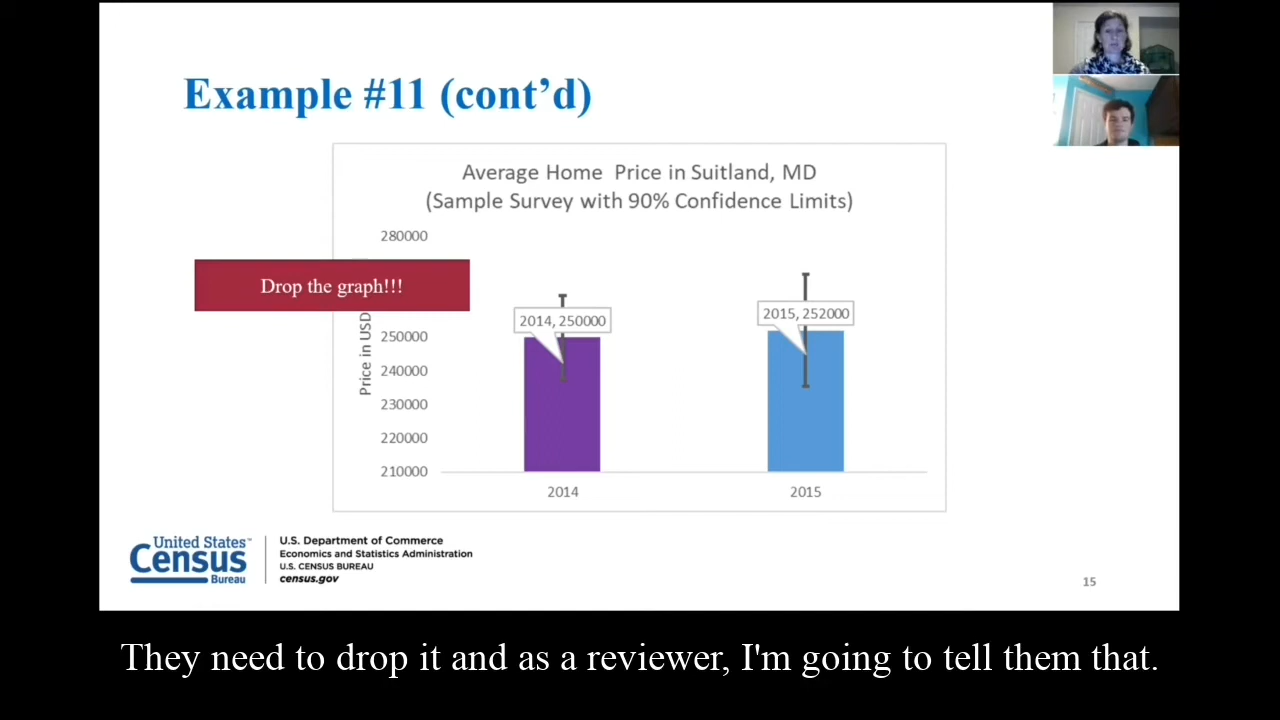 Example #11 (cont’d)
Average Home Price in Suitland, MD
(Sample Survey with 90% Confidence Limits)
280000
Drop the graph!!!
Price in USD
250000
240000
230000
220000
210000
2014, 250000
2015, 252000
2014
2015
United States™
Census
Bureau
U.S. Department of Commerce
Economics and Statistics Administration
U.S. CENSUS BUREAU
census.gov
15
They need to drop it and as a reviewer, I'm going to tell them that.